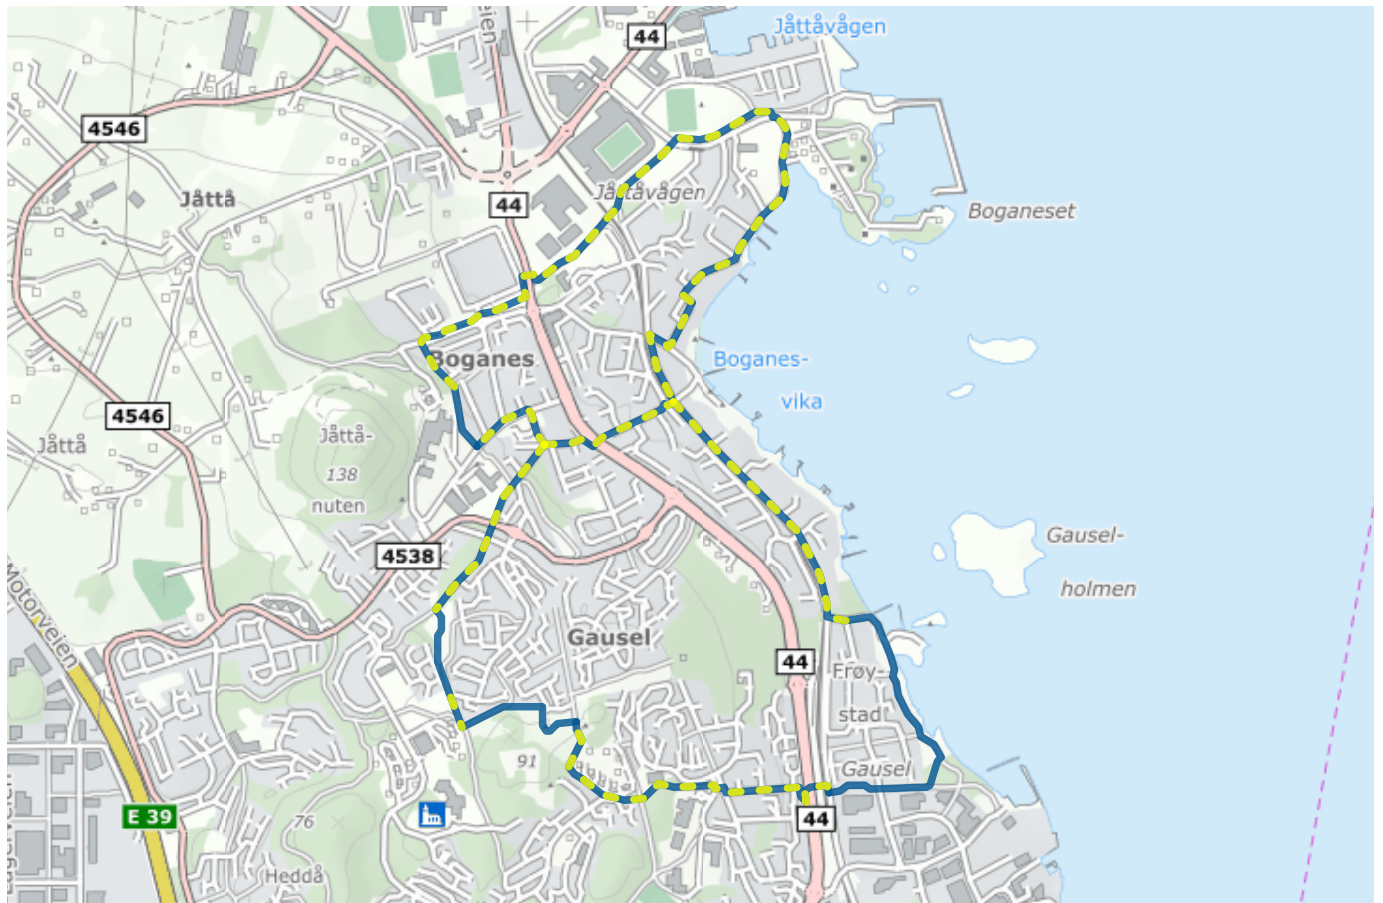 Jåttåvågen
44
eien
4546
Jåttå
44
Jåttåvågen
Boganeset
Boganes
Boganes-
vika
4546
Jåttå
Jåttå-
138
nuten
4538
Gausel-
holmen
Motorveien
Gausel
44
Frøy-
stad
91
Gausel
E 39
76
44
Heddå